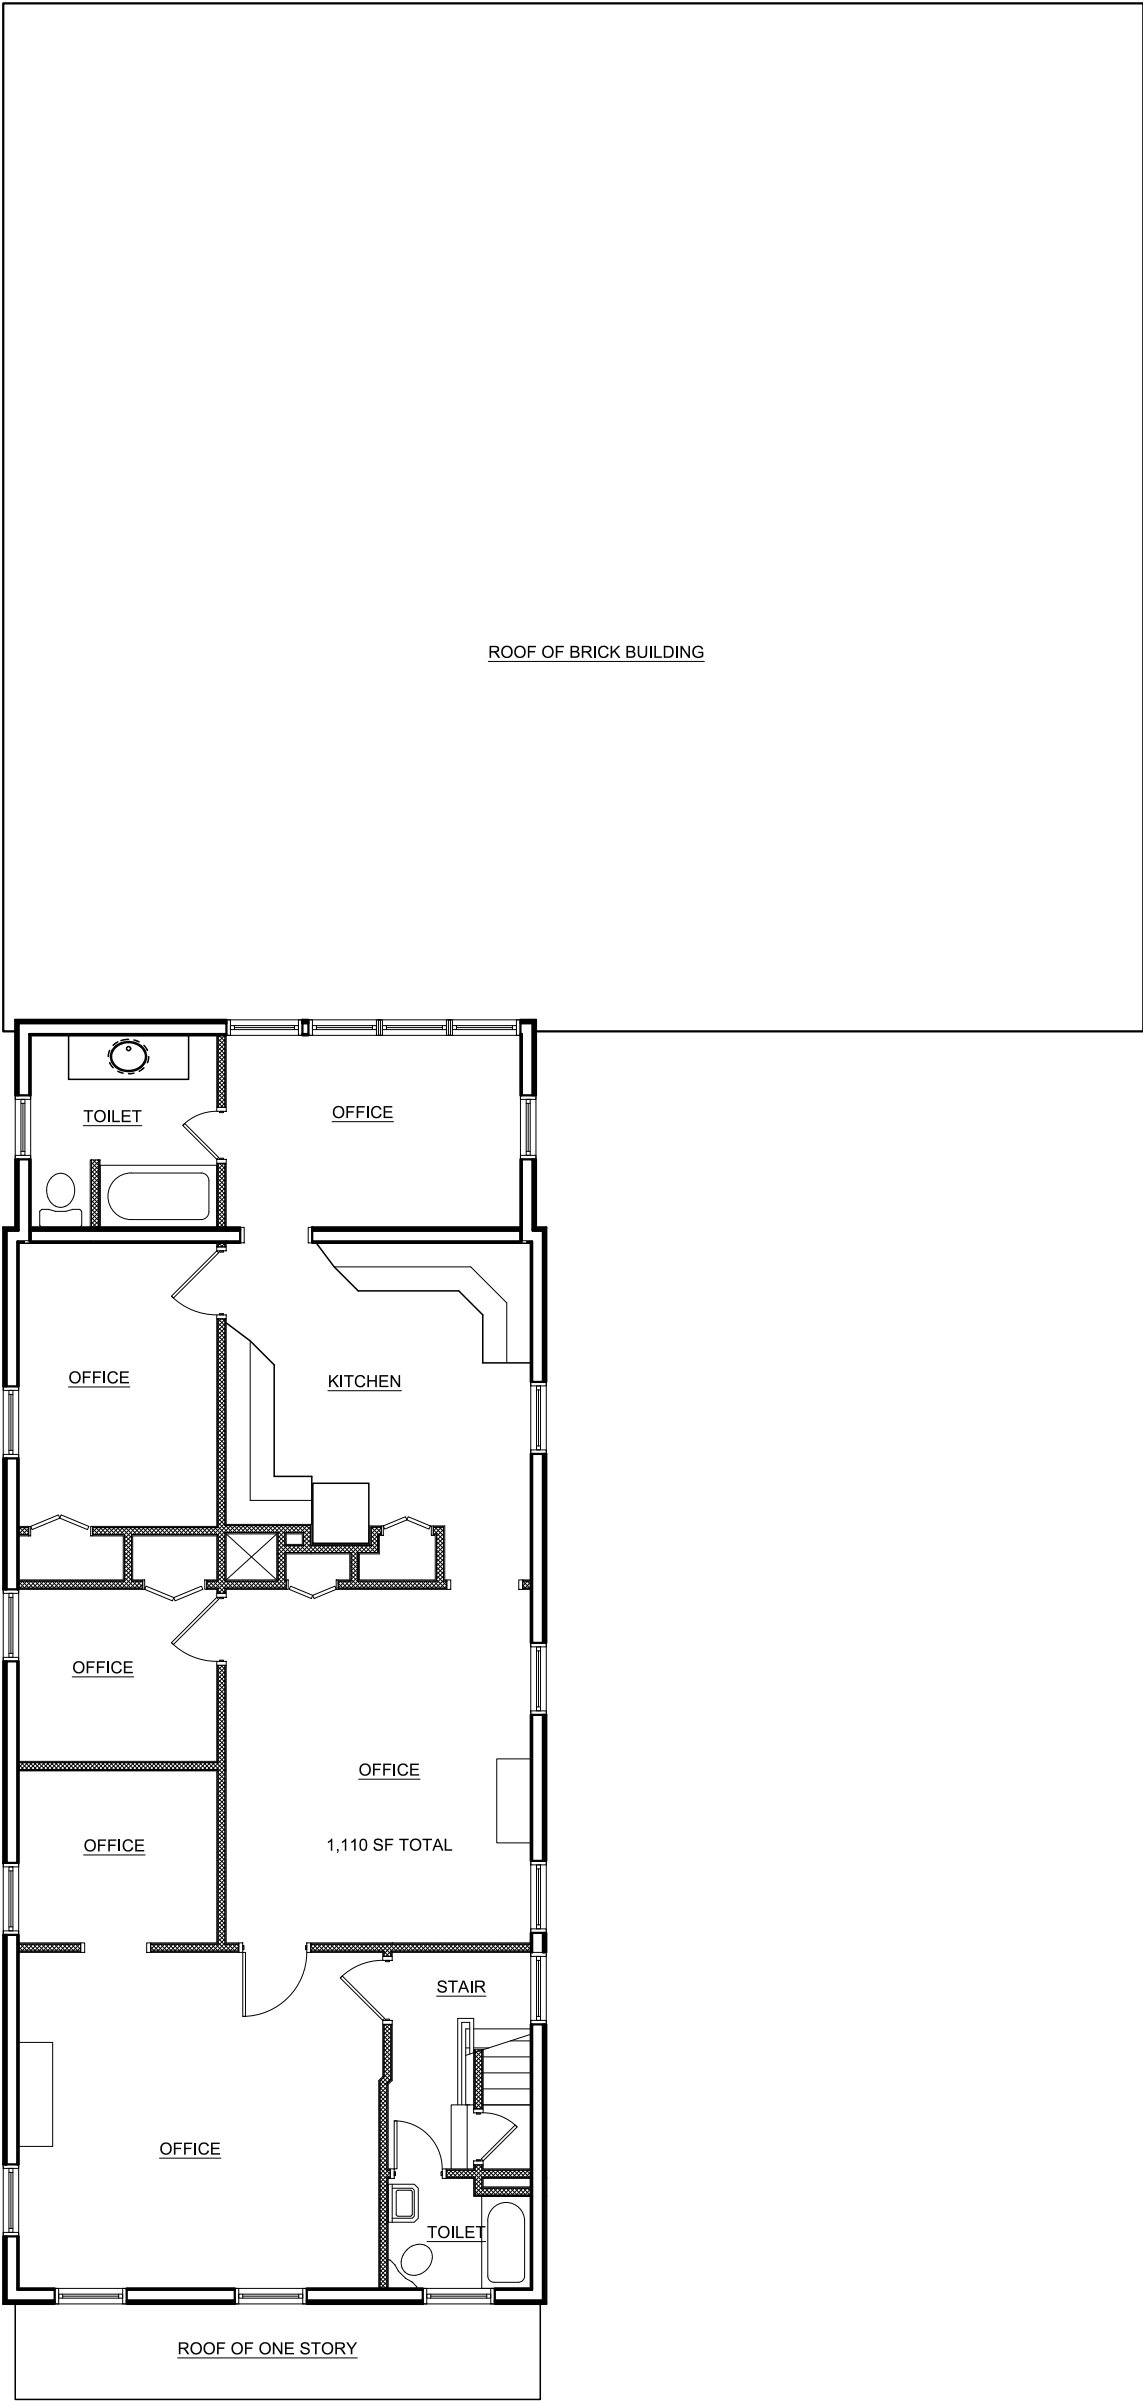 ROOF OF BRICK BUILDING
TOILET
OFFICE
OFFICE
KITCHEN
OFFICE
OFFICE
OFFICE
1,110 SF TOTAL
STAIR
OFFICE
TOILET
ROOF OF ONE STORY